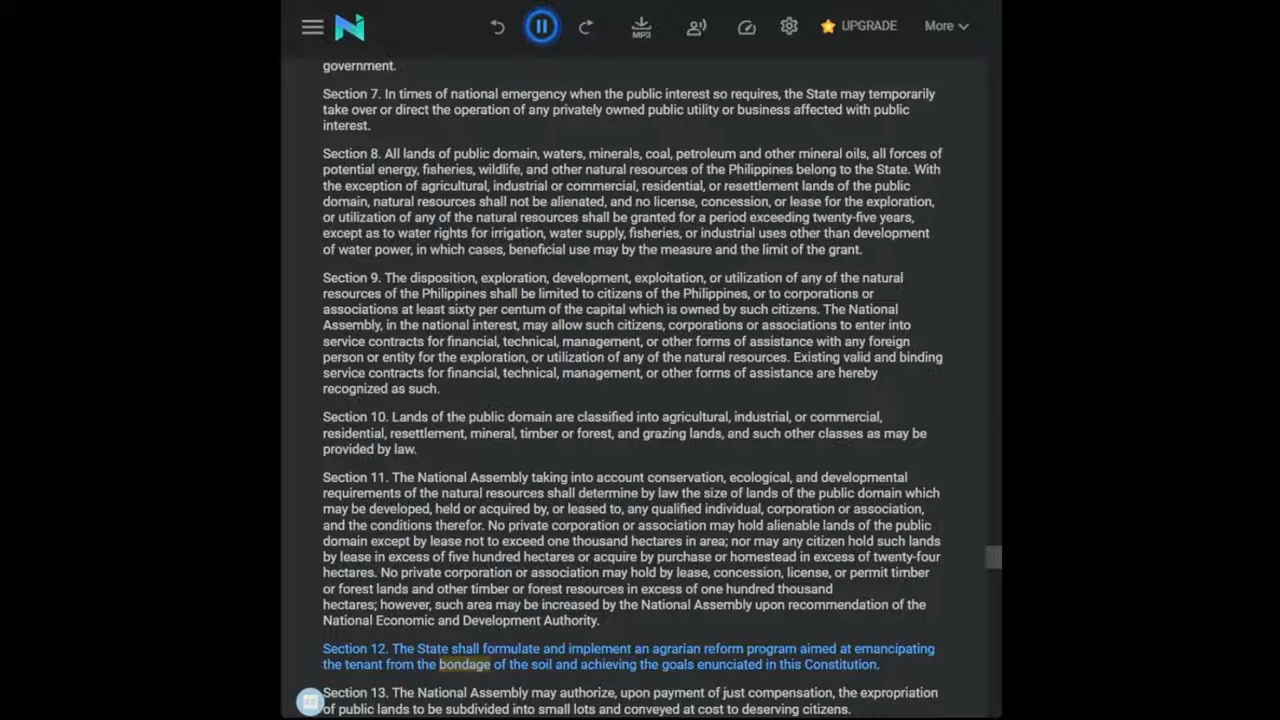 MP3
UPGRADE
More
government.
Section 7. In times of national emergency when the public interest so requires, the State may temporarily
take over or direct the operation of any privately owned public utility or business affected with public
interest.
Section 8. All lands of public domain, waters, minerals, coal, petroleum and other mineral oils, all forces of
potential energy, fisheries, wildlife, and other natural resources of the Philippines belong to the State. With
the exception of agricultural, industrial or commercial, residential, or resettlement lands of the public
domain, natural resources shall not be alienated, and no license, concession, or lease for the exploration,
or utilization of any of the natural resources shall be granted for a period exceeding twenty-five years,
except as to water rights for irrigation, water supply, fisheries, or industrial uses other than development
of water power, in which cases, beneficial use may by the measure and the limit of the grant.
Section 9. The disposition, exploration, development, exploitation, or utilization of any of the natural
resources of the Philippines shall be limited to citizens of the Philippines, or to corporations or
associations at least sixty per centum of the capital which is owned by such citizens. The National
Assembly, in the national interest, may allow such citizens, corporations or associations to enter into
service contracts for financial, technical, management, or other forms of assistance with any foreign
person or entity for the exploration, or utilization of any of the natural resources. Existing valid and binding
service contracts for financial, technical, management, or other forms of assistance are hereby
recognized as such.
Section 10. Lands of the public domain are classified into agricultural, industrial, or commercial,
residential, resettlement, mineral, timber or forest, and grazing lands, and such other classes as may be
provided by law.
Section 11. The National Assembly taking into account conservation, ecological, and developmental
requirements of the natural resources shall determine by law the size of lands of the public domain which
may be developed, held or acquired by, or leased to, any qualified individual, corporation or association,
and the conditions therefor. No private corporation or association may hold alienable lands of the public
domain except by lease not to exceed one thousand hectares in area; nor may any citizen hold such lands
by lease in excess of five hundred hectares or acquire by purchase or homestead in excess of twenty-four
hectares. No private corporation or association may hold by lease, concession, license, or permit timber
or forest lands and other timber or forest resources in excess of one hundred thousand
hectares; however, such area may be increased by the National Assembly upon recommendation of the
National Economic and Development Authority.
Section 12. The State shall formulate and implement an agrarian reform program aimed at emancipating
the tenant from the bondage of the soil and achieving the goals enunciated in this Constitution.
Section 13. The National Assembly may authorize, upon payment of just compensation, the expropriation
of public lands to be subdivided into small lots and conveyed at cost to deserving citizens.